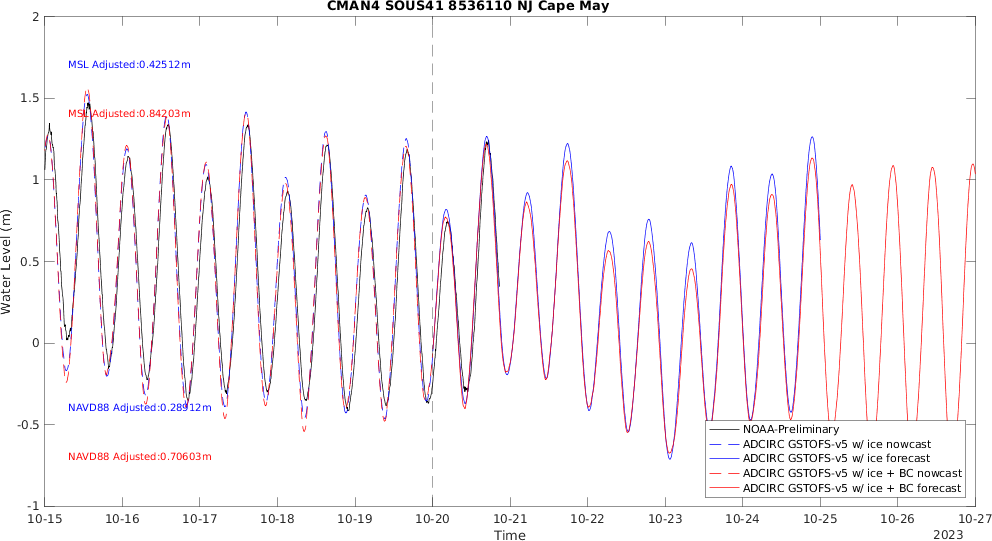 CMAN4 SOUS41 8536110 NJ Cape May
2
1.5
1
0.5
0
-0.5
-1
Water Level (m)
MSL Adjusted:0.42512m
MSL Adjusted:0.84203m
NAVD88 Adjusted:0.28912m
NAVD88 Adjusted:0.70603m
NOAA-Preliminary
ADCIRC GSTOFS-v5 w/ ice nowcast
ADCIRC GSTOFS-v5 w/ ice forecast
ADCIRC GSTOFS-v5 w/ ice + BC nowcast
ADCIRC GSTOFS-v5 w/ ice + BC forecast
10-15 10-16 10-17 10-18 10-19 10-20 10-21 10-22 10-23 10-24 10-25 10-26 10-27
Time
2023